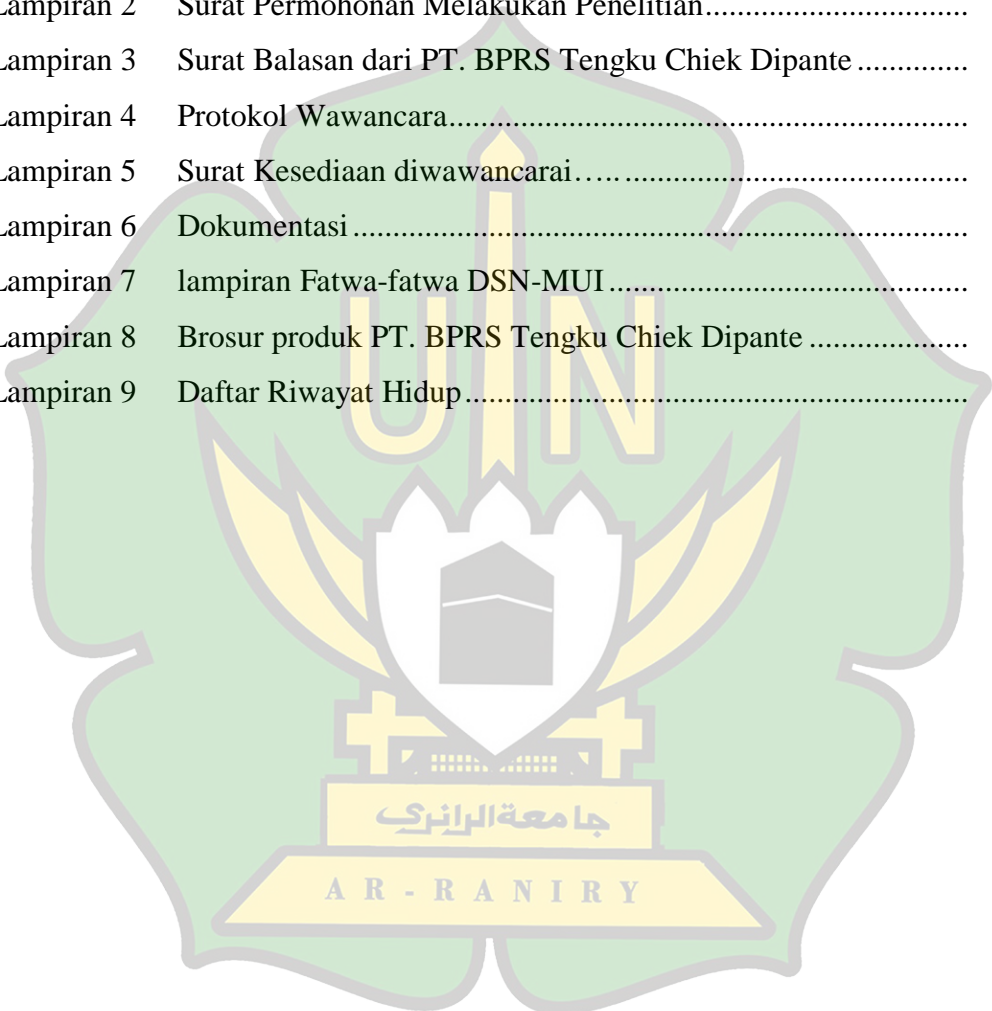 Lampiran 2 Surat Permohonan Melakukan Penelitian................................
Lampiran 3 Surat Balasan dari PT. BPRS Tengku Chiek Dipante ..............
Lampiran 4 Protokol Wawancara...............................................................
Lampiran 5 Surat Kesediaan diwawancarai…..........................................
Lampiran 6 Dokumentasi ...........................................................................
Lampiran 7 lampiran Fatwa-fatwa DSN-MUI ...........................................
Lampiran 8 Brosur produk PT. BPRS Tengku Chiek Dipante ...................
Lampiran 9 Daftar Riwayat Hidup.............................................................
UIN
جامعة الرانري
AR-RANIRY